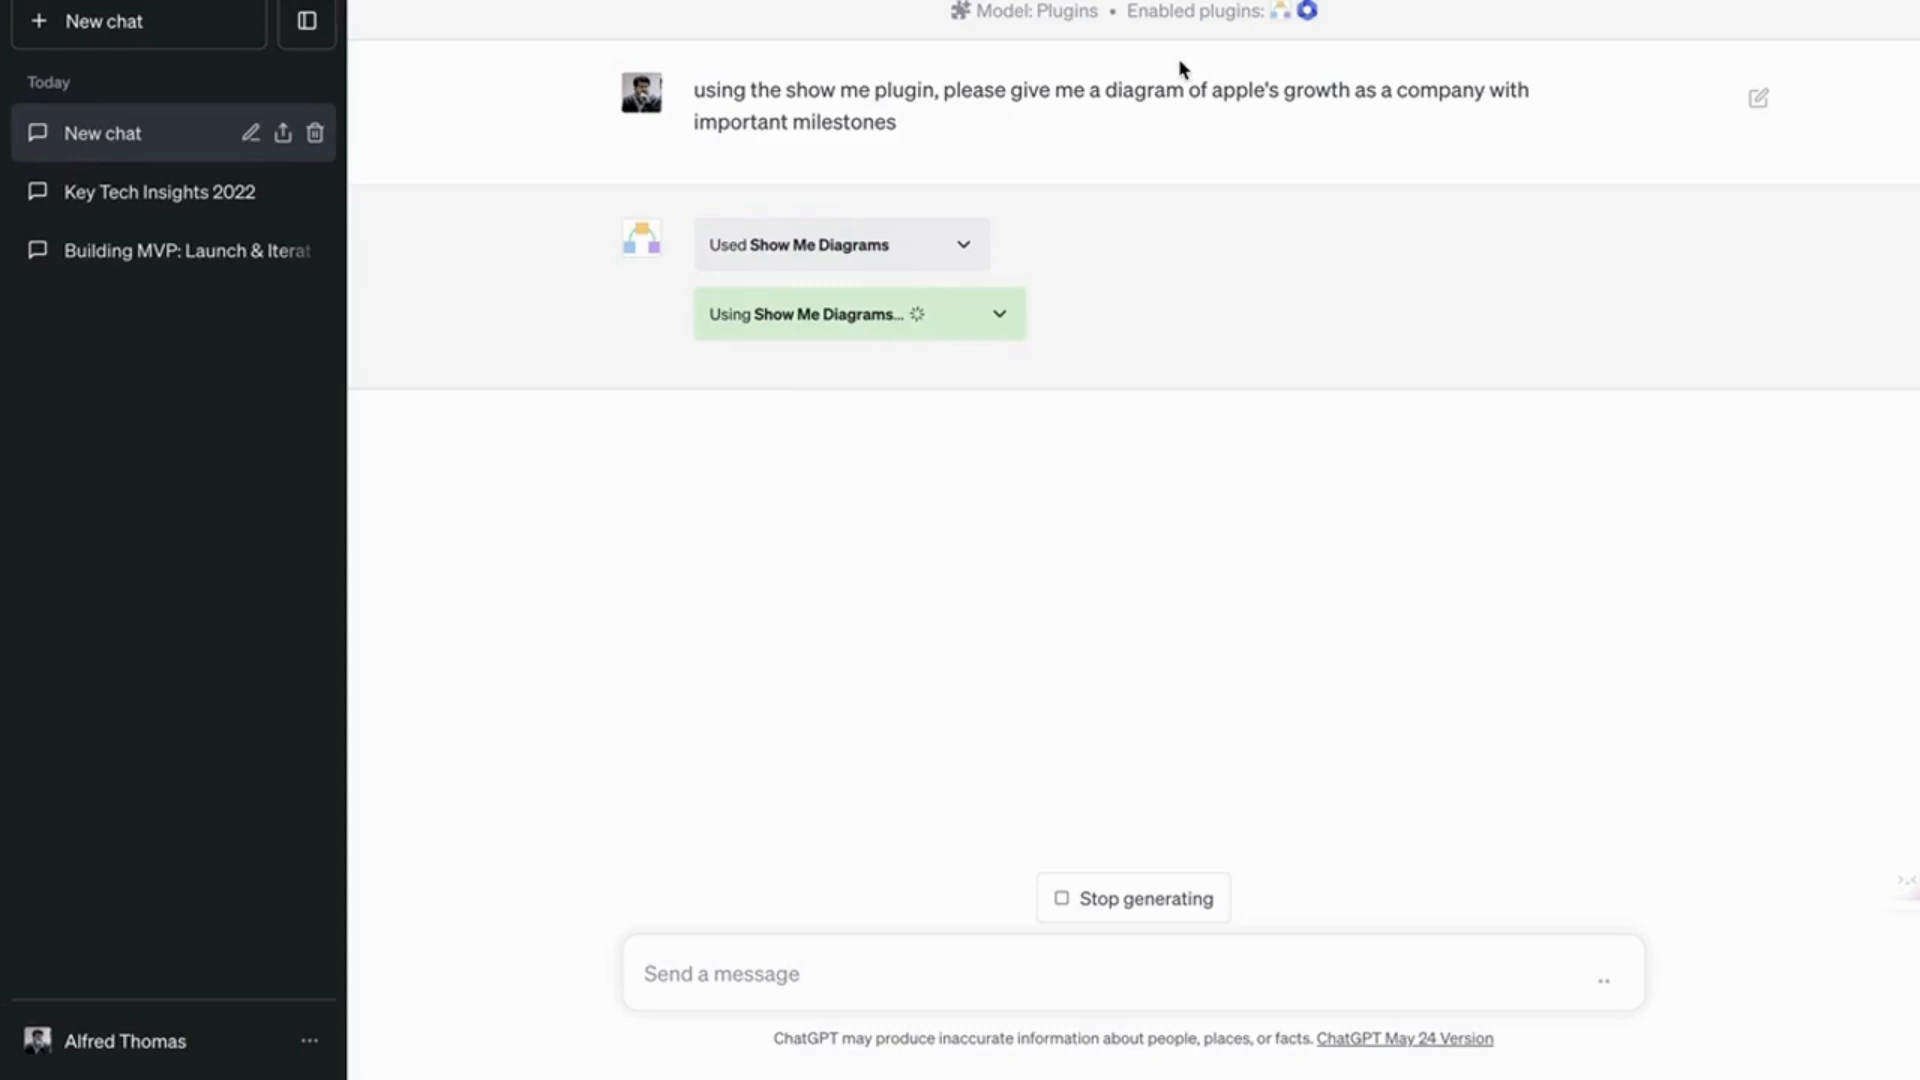 New chat
Today
New chat
Key Tech Insights 2022
Building MVP: Launch & Iterat
Alfred Thomas
Model: Plugins • Enabled plugins:
using the show me plugin, please give me a diagram of apple's growth as a company with
important milestones
Used Show Me Diagrams
Using Show Me Diagrams...
Stop generating
Send a message
ChatGPT may produce inaccurate information about people, places, or facts. ChatGPT May 24 Version